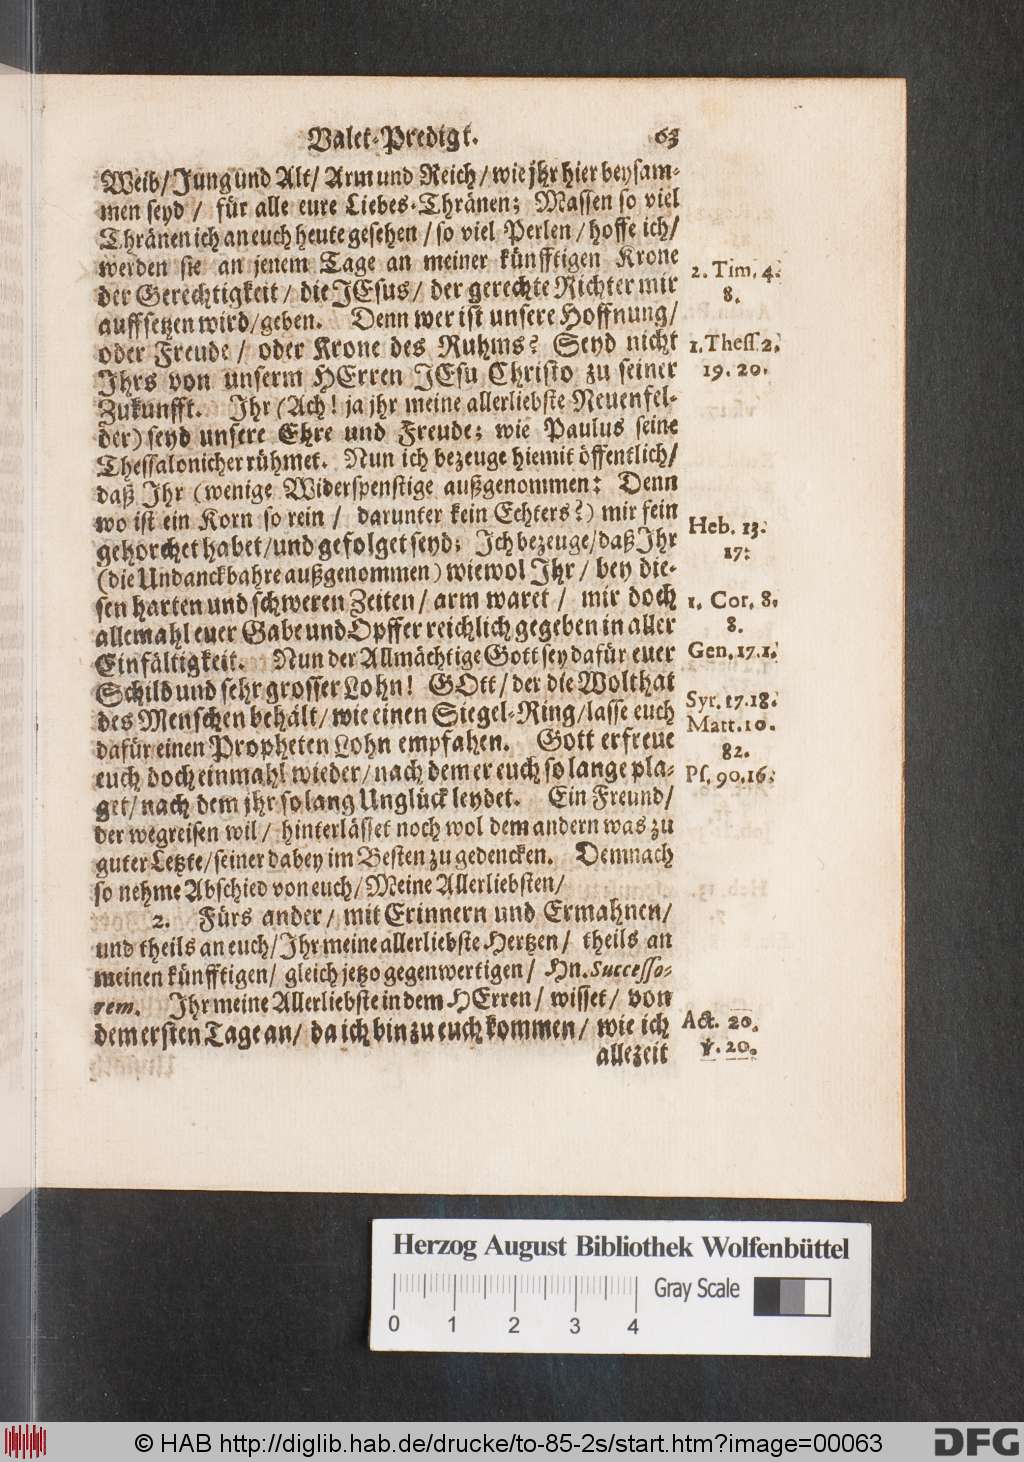 Valet-Predigt. 63
Weib/ Jung ünd Alt/ Arm und Reich/ wie jhr hier beysam-
men seyd / für alle eure Liebes-Thränen; Massen so viel
Thränen ich an euch heute gesehen / so viel Perlen / hoffe ich/
werden sie an jenem Tage an meiner künfftigen Krone
2. Tim. 4.
der Gerechtigkeit / die JEsus / der gerechte Richter mir
8.
auffsetzen wird/ geben. Denn wer ist unsere Hoffnung/
oder Freude / oder Krone des Ruhms? Seyd nicht
1. Thess. 2.
Ihrs von unserm HErren JEsu Christo zu seiner
19. 20.
Zukunfft. Ihr (Ach! ja jhr meine allerliebste Neuenfel-
der) seyd unsere Ehre und Freude; wie Paulus seine
Thessalonicher rühmet. Nun ich bezeuge hiemit öffentlich/
daß Ihr (wenige Widerspenstige außgenommen: Denn
wo ist ein Korn so rein / darunter kein Echters?) mir fein
Heb. 13.
gehorchet habet/ und gefolget seyd; Ich bezeuge/ daß Ihr
17:
(die Undanckbahre außgenommen) wiewol Ihr / bey die-
sen harten und schweren Zeiten/ arm waret / mir doch
1. Cor. 8.
allemahl euer Gabe und Opffer reichlich gegeben in aller
8.
Einfältigkeit. Nun der Allmächtige Gott sey dafür euer
Gen. 17.1.
Schild und sehr grosser Lohn! GOtt/ der die Wolthat
Syr. 17.18.
des Menschen behält/ wie einen Siegel-Ring/ lasse euch
Matt. 10.
dafür einen Propheten Lohn empfahen. Gott erfreue
82.
euch doch einmahl wieder/ nach dem er euch so lange pla-
Ps. 90.16.
get/ nach dem jhr so lang Unglück leydet. Ein Freund/
der wegreisen wil/ hinterlässet noch wol dem andern was zu
guter Letzte/ seiner dabey im Besten zu gedencken. Demnach
so nehme Abschied von euch/ Meine Allerliebsten/
2. Fürs ander/ mit Erinnern und Ermahnen/
und theils an euch/ Ihr meine allerliebste Hertzen/ theils an
meinen künfftigen/ gleich jetzo gegenwertigen/ Hn. Successo-
rem. Ihr meine Allerliebste in dem HErren/ wisset/ von
dem ersten Tage an/ da ich bin zu euch kommen/ wie ich
Act. 20.
allezeit
℣. 20.
Herzog August Bibliothek Wolfenbüttel
Gray Scale
0 1 2 3 4
© HAB http://diglib.hab.de/drucke/to-85-2s/start.htm?image=00063
DFG